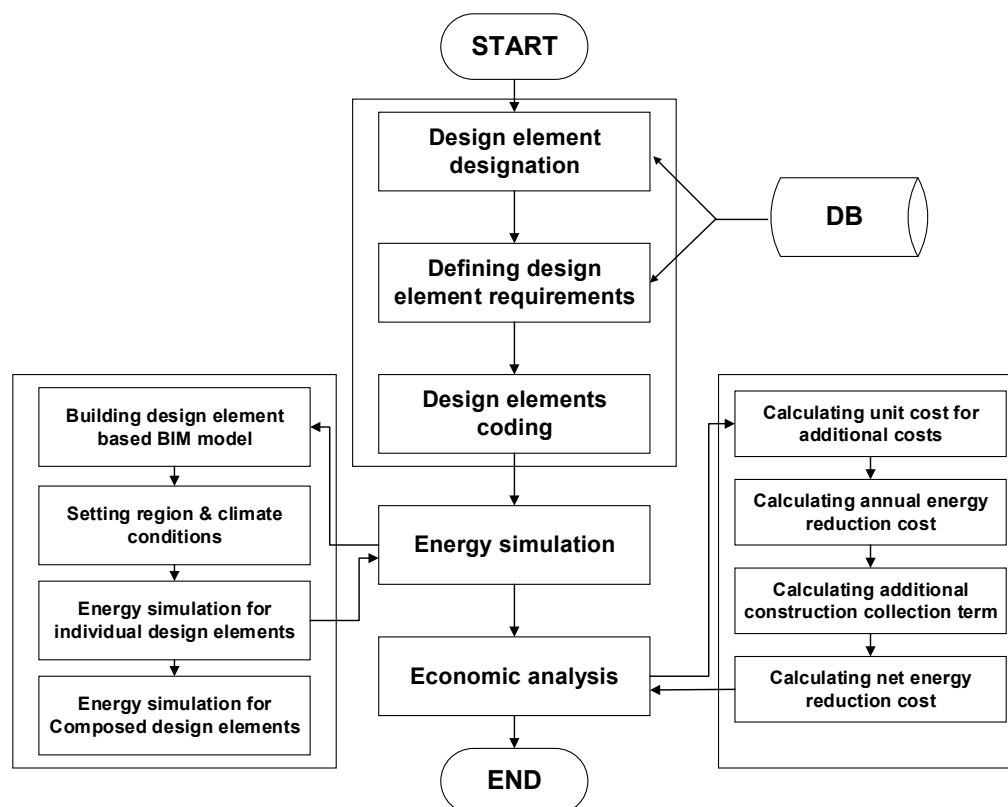 START
Design element
designation
DB
Defining design
element requirements
Design elements
coding
Building design element
based BIM model
Setting region & climate
conditions
Energy simulation for
individual design elements
Energy simulation for
Composed design elements
Energy simulation
Economic analysis
Calculating unit cost for
additional costs
Calculating annual energy
reduction cost
Calculating additional
construction collection term
Calculating net energy
reduction cost
END